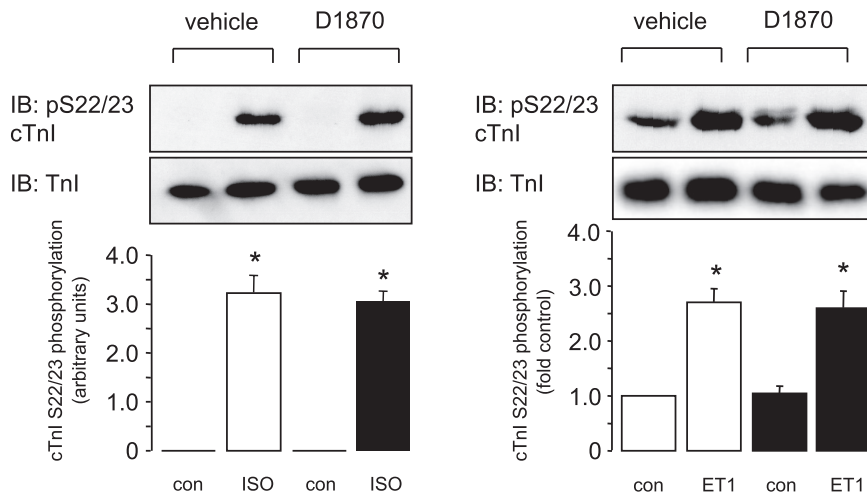 vehicle D1870
IB: pS22/23
cTnI
IB: TnI
cTnI S22/23 phosphorylation
(arbitrary units)
4.0
3.0
2.0
1.0
0
*
*
con ISO con ISO
vehicle D1870
IB: pS22/23
cTnI
IB: TnI
cTnI S22/23 phosphorylation
(fold control)
4.0
3.0
2.0
1.0
0
*
*
con ET1 con ET1